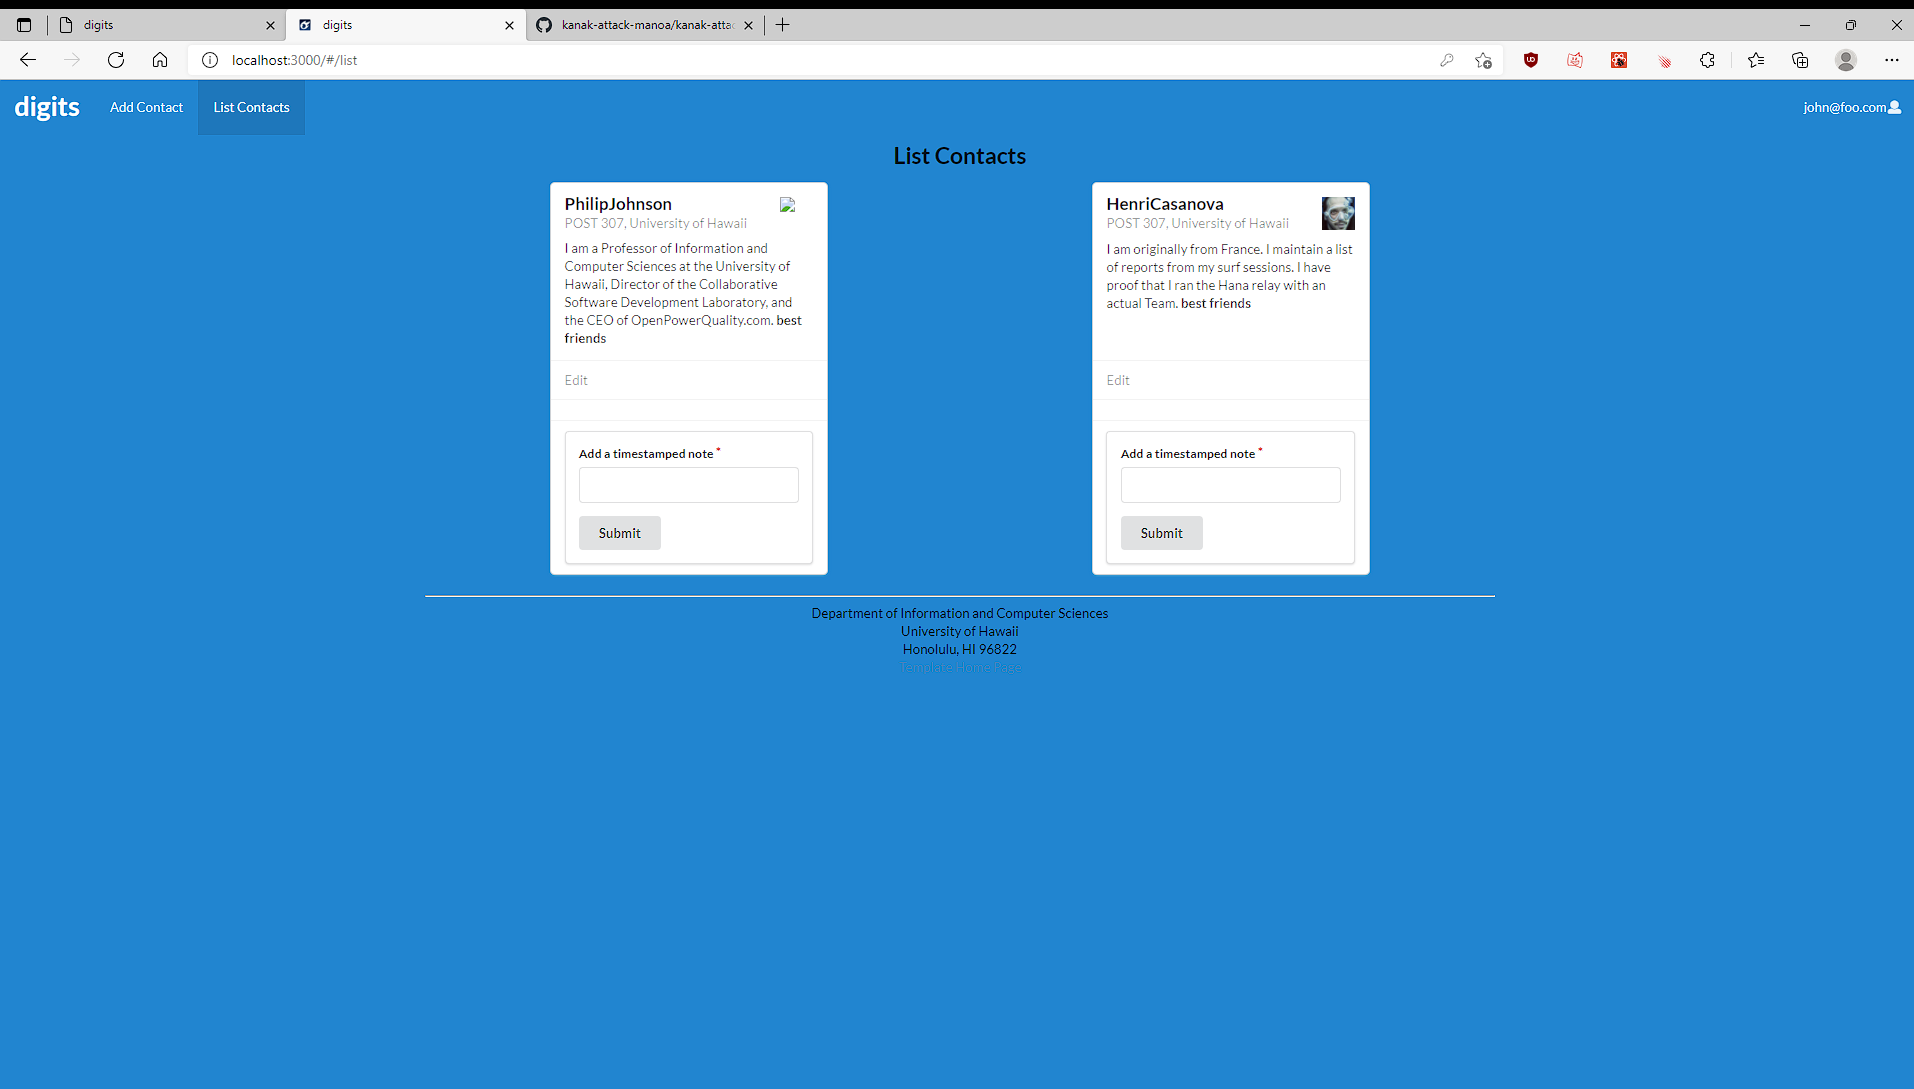 digits
digits
kanak-attack-manoa/kanak-atta
localhost:3000/#/list
digits
Add Contact
List Contacts
john@foo.com
List Contacts
PhilipJohnson
POST 307, University of Hawaii
I am a Professor of Information and
Computer Sciences at the University of
Hawaii, Director of the Collaborative
Software Development Laboratory, and
the CEO of OpenPowerQuality.com. best
friends
Edit
Add a timestamped note *
Submit
HenriCasanova
POST 307, University of Hawaii
I am originally from France. I maintain a list
of reports from my surf sessions. I have
proof that I ran the Hana relay with an
actual Team. best friends
Edit
Add a timestamped note *
Submit
Department of Information and Computer Sciences
University of Hawaii
Honolulu, HI 96822
Template Home Page